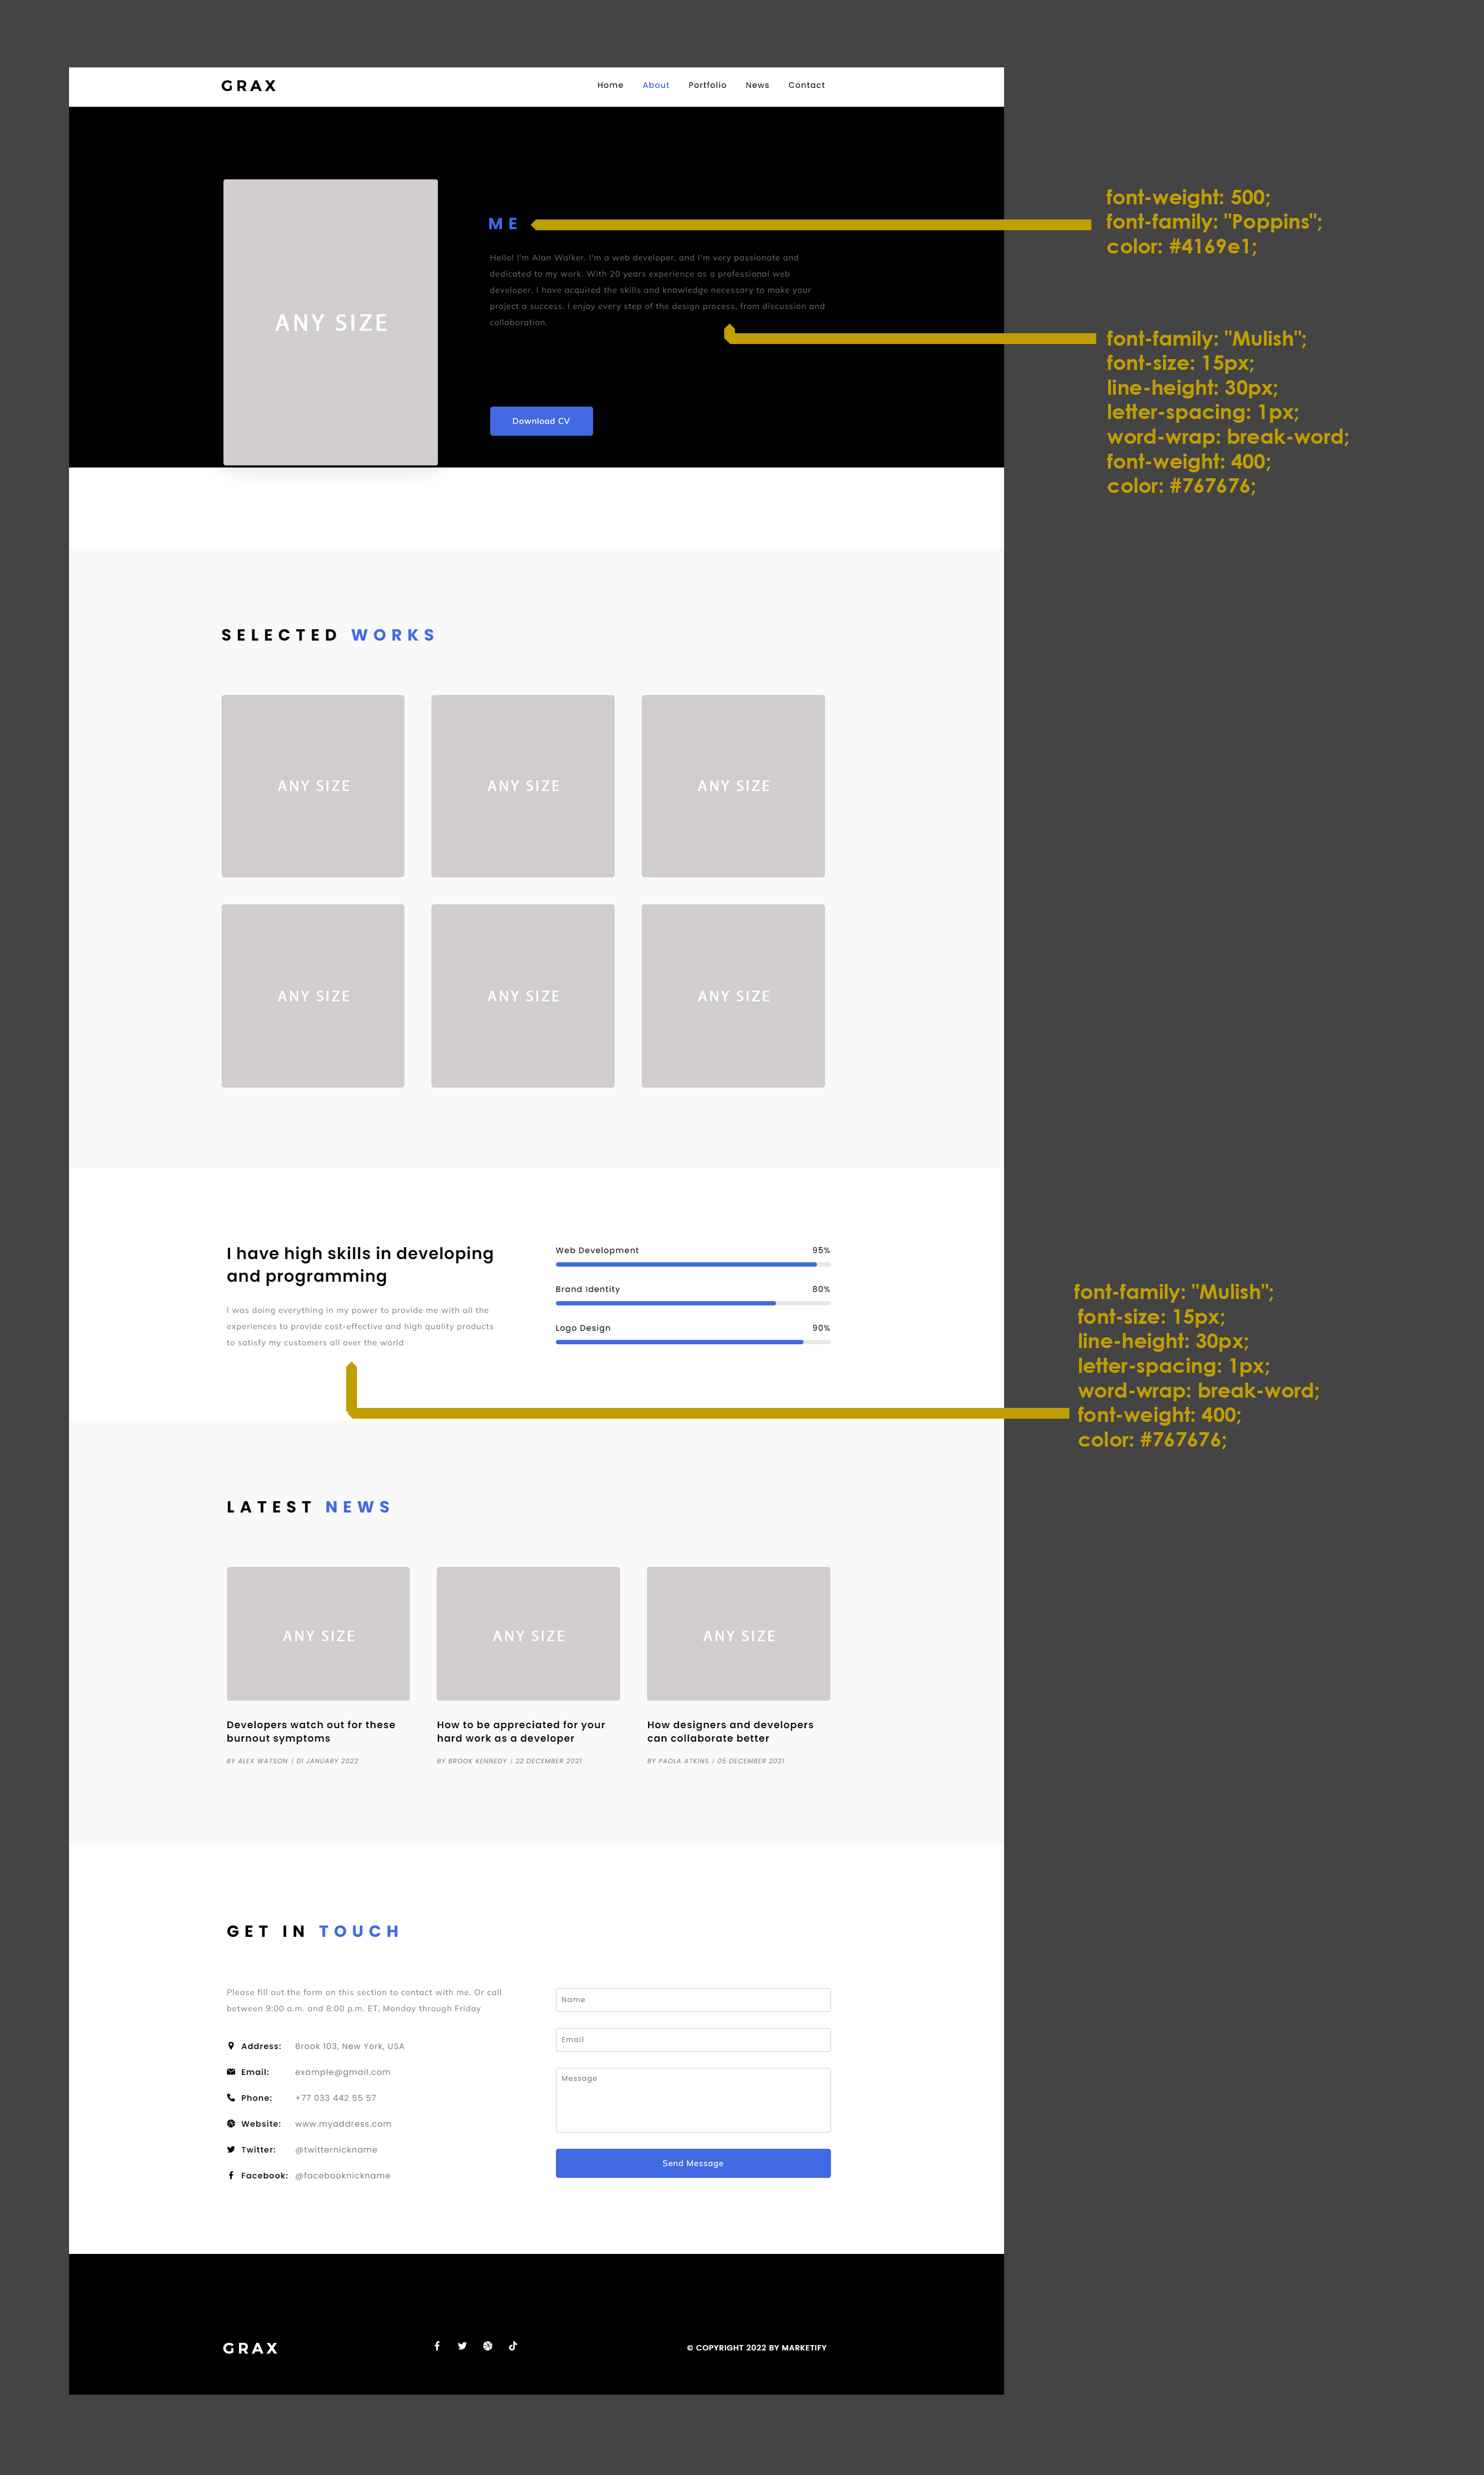 GRAX
Home About Portfolio News Contact
ANY SIZE
ME
Hello! I'm Alan Walker. I'm a web developer, and I'm very passionate and
dedicated to my work. With 20 years experience as a professional web
developer, I have acquired the skills and knowledge necessary to make your
project a success. I enjoy every step of the design process, from discussion and
collaboration.
Download CV
font-weight: 500;
font-family: "Poppins";
color: #4169e1;
font-family: "Mulish";
font-size: 15px;
line-height: 30px;
letter-spacing: 1px;
word-wrap: break-word;
font-weight: 400;
color: #767676;
SELECTED WORKS
ANY SIZE
ANY SIZE
ANY SIZE
ANY SIZE
ANY SIZE
ANY SIZE
I have high skills in developing
and programming
I was doing everything in my power to provide me with all the
experiences to provide cost-effective and high quality products
to satisfy my customers all over the world
Web Development 95%
Brand Identity 80%
Logo Design 90%
font-family: "Mulish";
font-size: 15px;
line-height: 30px;
letter-spacing: 1px;
word-wrap: break-word;
font-weight: 400;
color: #767676;
LATEST NEWS
ANY SIZE
ANY SIZE
ANY SIZE
Developers watch out for these
burnout symptoms
BY ALEX WATSON / 01 JANUARY 2022
How to be appreciated for your
hard work as a developer
BY BROOK KENNEDY / 22 DECEMBER 2021
How designers and developers
can collaborate better
BY PAOLA ATKINS / 05 DECEMBER 2021
GET IN TOUCH
Please fill out the form on this section to contact with me. Or call
between 9:00 a.m. and 8:00 p.m. ET, Monday through Friday
Address: Brook 103, New York, USA
Email: example@gmail.com
Phone: +77 033 442 55 57
Website: www.myaddress.com
Twitter: @twitternickname
Facebook: @facebooknickname
Name
Email
Message
Send Message
GRAX
© COPYRIGHT 2022 BY MARKETIFY